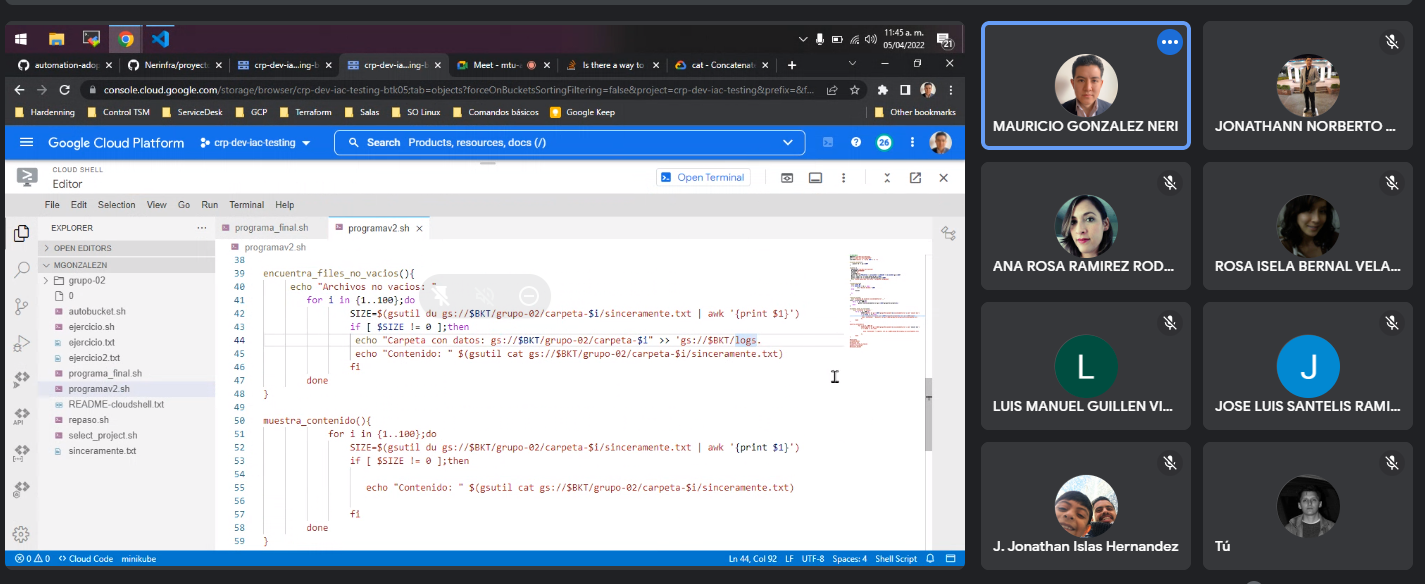 11:45 a. m.
05/04/2022
21
automation-adop
Nerinfra/proyect
crp-dev-ia...ing-b
crp-dev-ia...ing-b
Meet - mtu-
Is there a way to
cat - Concatenat
console.cloud.google.com/storage/browser/crp-dev-iac-testing-btk05;tab=objects?forceOnBucketsSortingFiltering=false&project=crp-dev-iac-testing&prefix=&f...
Hardening
Control TSM
ServiceDesk
GCP
Terraform
Salas
SO Linux
Comandos básicos
Google Keep
Other bookmarks
Google Cloud Platform
crp-dev-iac-testing
Search Products, resources, docs (/)
26
CLOUD SHELL
Editor
Open Terminal
File Edit Selection View Go Run Terminal Help
EXPLORER
OPEN EDITORS
MGONZALEZN
grupo-02
0
autobucket.sh
ejercicio.sh
ejercicio.txt
ejercicio2.txt
programa_final.sh
programav2.sh
README-cloudshell.txt
repaso.sh
select_project.sh
sinceramente.txt
API
programa_final.sh
programav2.sh
programav2.sh
38
39 encuentra_files_no_vacios(){
40 echo "Archivos no vacios: "
41 for i in {1..100};do
42 SIZE=$(gsutil du gs://$BKT/grupo-02/carpeta-$i/sinceramente.txt | awk '{print $1}')
43 if [ $SIZE != 0 ];then
44 echo "Carpeta con datos: gs://$BKT/grupo-02/carpeta-$i" >> 'gs://$BKT/logs.
45 echo "Contenido: " $(gsutil cat gs://$BKT/grupo-02/carpeta-$i/sinceramente.txt)
46 fi
47 done
48 }
49
50 muestra_contenido(){
51 for i in {1..100};do
52 SIZE=$(gsutil du gs://$BKT/grupo-02/carpeta-$i/sinceramente.txt | awk '{print $1}')
53 if [ $SIZE != 0 ];then
54
55 echo "Contenido: " $(gsutil cat gs://$BKT/grupo-02/carpeta-$i/sinceramente.txt)
56
57 fi
58 done
59 }
0 0 Cloud Code minikube
Ln 44, Col 92 LF UTF-8 Spaces: 4 Shell Script
MAURICIO GONZALEZ NERI
JONATHANN NORBERTO ...
ANA ROSA RAMIREZ ROD...
ROSA ISELA BERNAL VELA...
L
LUIS MANUEL GUILLEN VI...
J
JOSE LUIS SANTELIS RAMI...
J. Jonathan Islas Hernandez
Tú